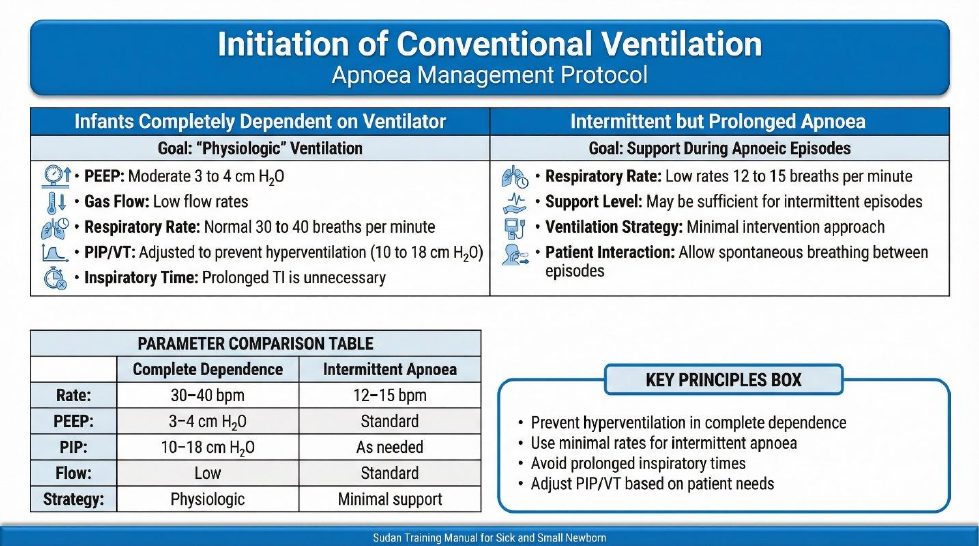 Initiation of Conventional Ventilation
Apnoea Management Protocol
Infants Completely Dependent on Ventilator
Goal: “Physiologic” Ventilation
• PEEP: Moderate 3 to 4 cm H₂O
• Gas Flow: Low flow rates
• Respiratory Rate: Normal 30 to 40 breaths per minute
• PIP/VT: Adjusted to prevent hyperventilation (10 to 18 cm H₂O)
• Inspiratory Time: Prolonged TI is unnecessary
Intermittent but Prolonged Apnoea
Goal: Support During Apnoeic Episodes
• Respiratory Rate: Low rates 12 to 15 breaths per minute
• Support Level: May be sufficient for intermittent episodes
• Ventilation Strategy: Minimal intervention approach
• Patient Interaction: Allow spontaneous breathing between
episodes
PARAMETER COMPARISON TABLE
Complete Dependence Intermittent Apnoea
Rate: 30–40 bpm 12–15 bpm
PEEP: 3–4 cm H₂O Standard
PIP: 10–18 cm H₂O As needed
Flow: Low Standard
Strategy: Physiologic Minimal support
KEY PRINCIPLES BOX
• Prevent hyperventilation in complete dependence
• Use minimal rates for intermittent apnoea
• Avoid prolonged inspiratory times
• Adjust PIP/VT based on patient needs
Sudan Training Manual for Sick and Small Newborn